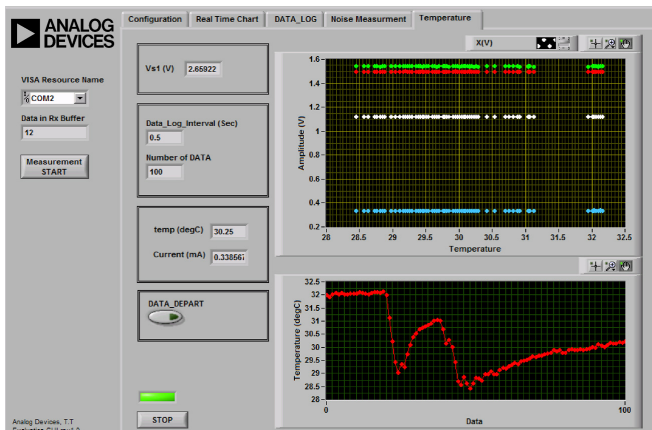 ANALOG
DEVICES
Configuration
Real Time Chart
DATA_LOG
Noise Measurment
Temperature
VISA Resource Name
COM2
Data in Rx Buffer
12
Measurement
START
Vs1 (V)
2.65922
Data_Log_Interval (Sec)
0.5
Number of DATA
100
temp (degC)
30.25
Current (mA)
0.338567
DATA_DEPART
STOP
X(V)
Amplitude (V)
1.6
1.4
1.2
1
0.8
0.6
0.4
0.2
28
28.5
29
29.5
30
30.5
31
31.5
32
32.5
Temperature
Temperature (degC)
32.5
32
31.5
31
30.5
30
29.5
29
28.5
28
0
100
Data
Analog Devices, T.T